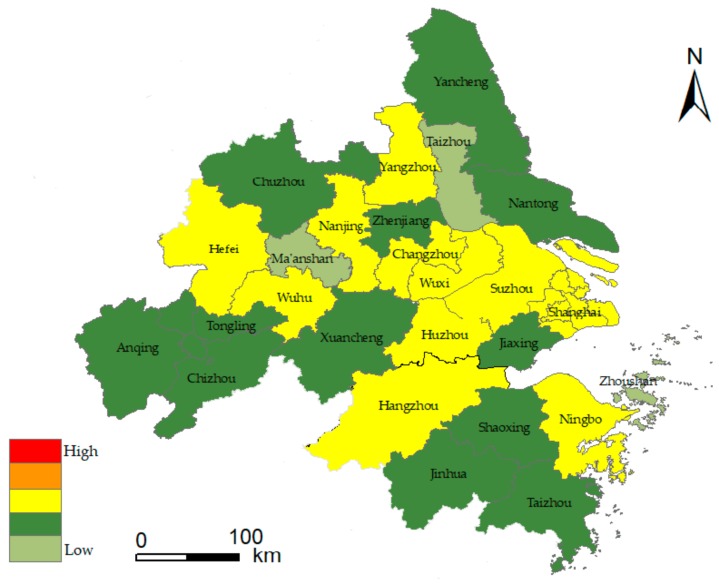 N
Yancheng
Taizhou
Yangzhou
Chuzhou
Nantong
Zhenjiang
Nanjing
Hefei
Changzhou
Ma'anshan
Wuxi
Suzhou
Wuhu
Shanghai
Tongling
Xuancheng
Huzhou
Jiaxing
Anqing
Chizhou
Zhoushan
Hangzhou
Ningbo
Shaoxing
High
Jinhua
Taizhou
Low
0 100
km